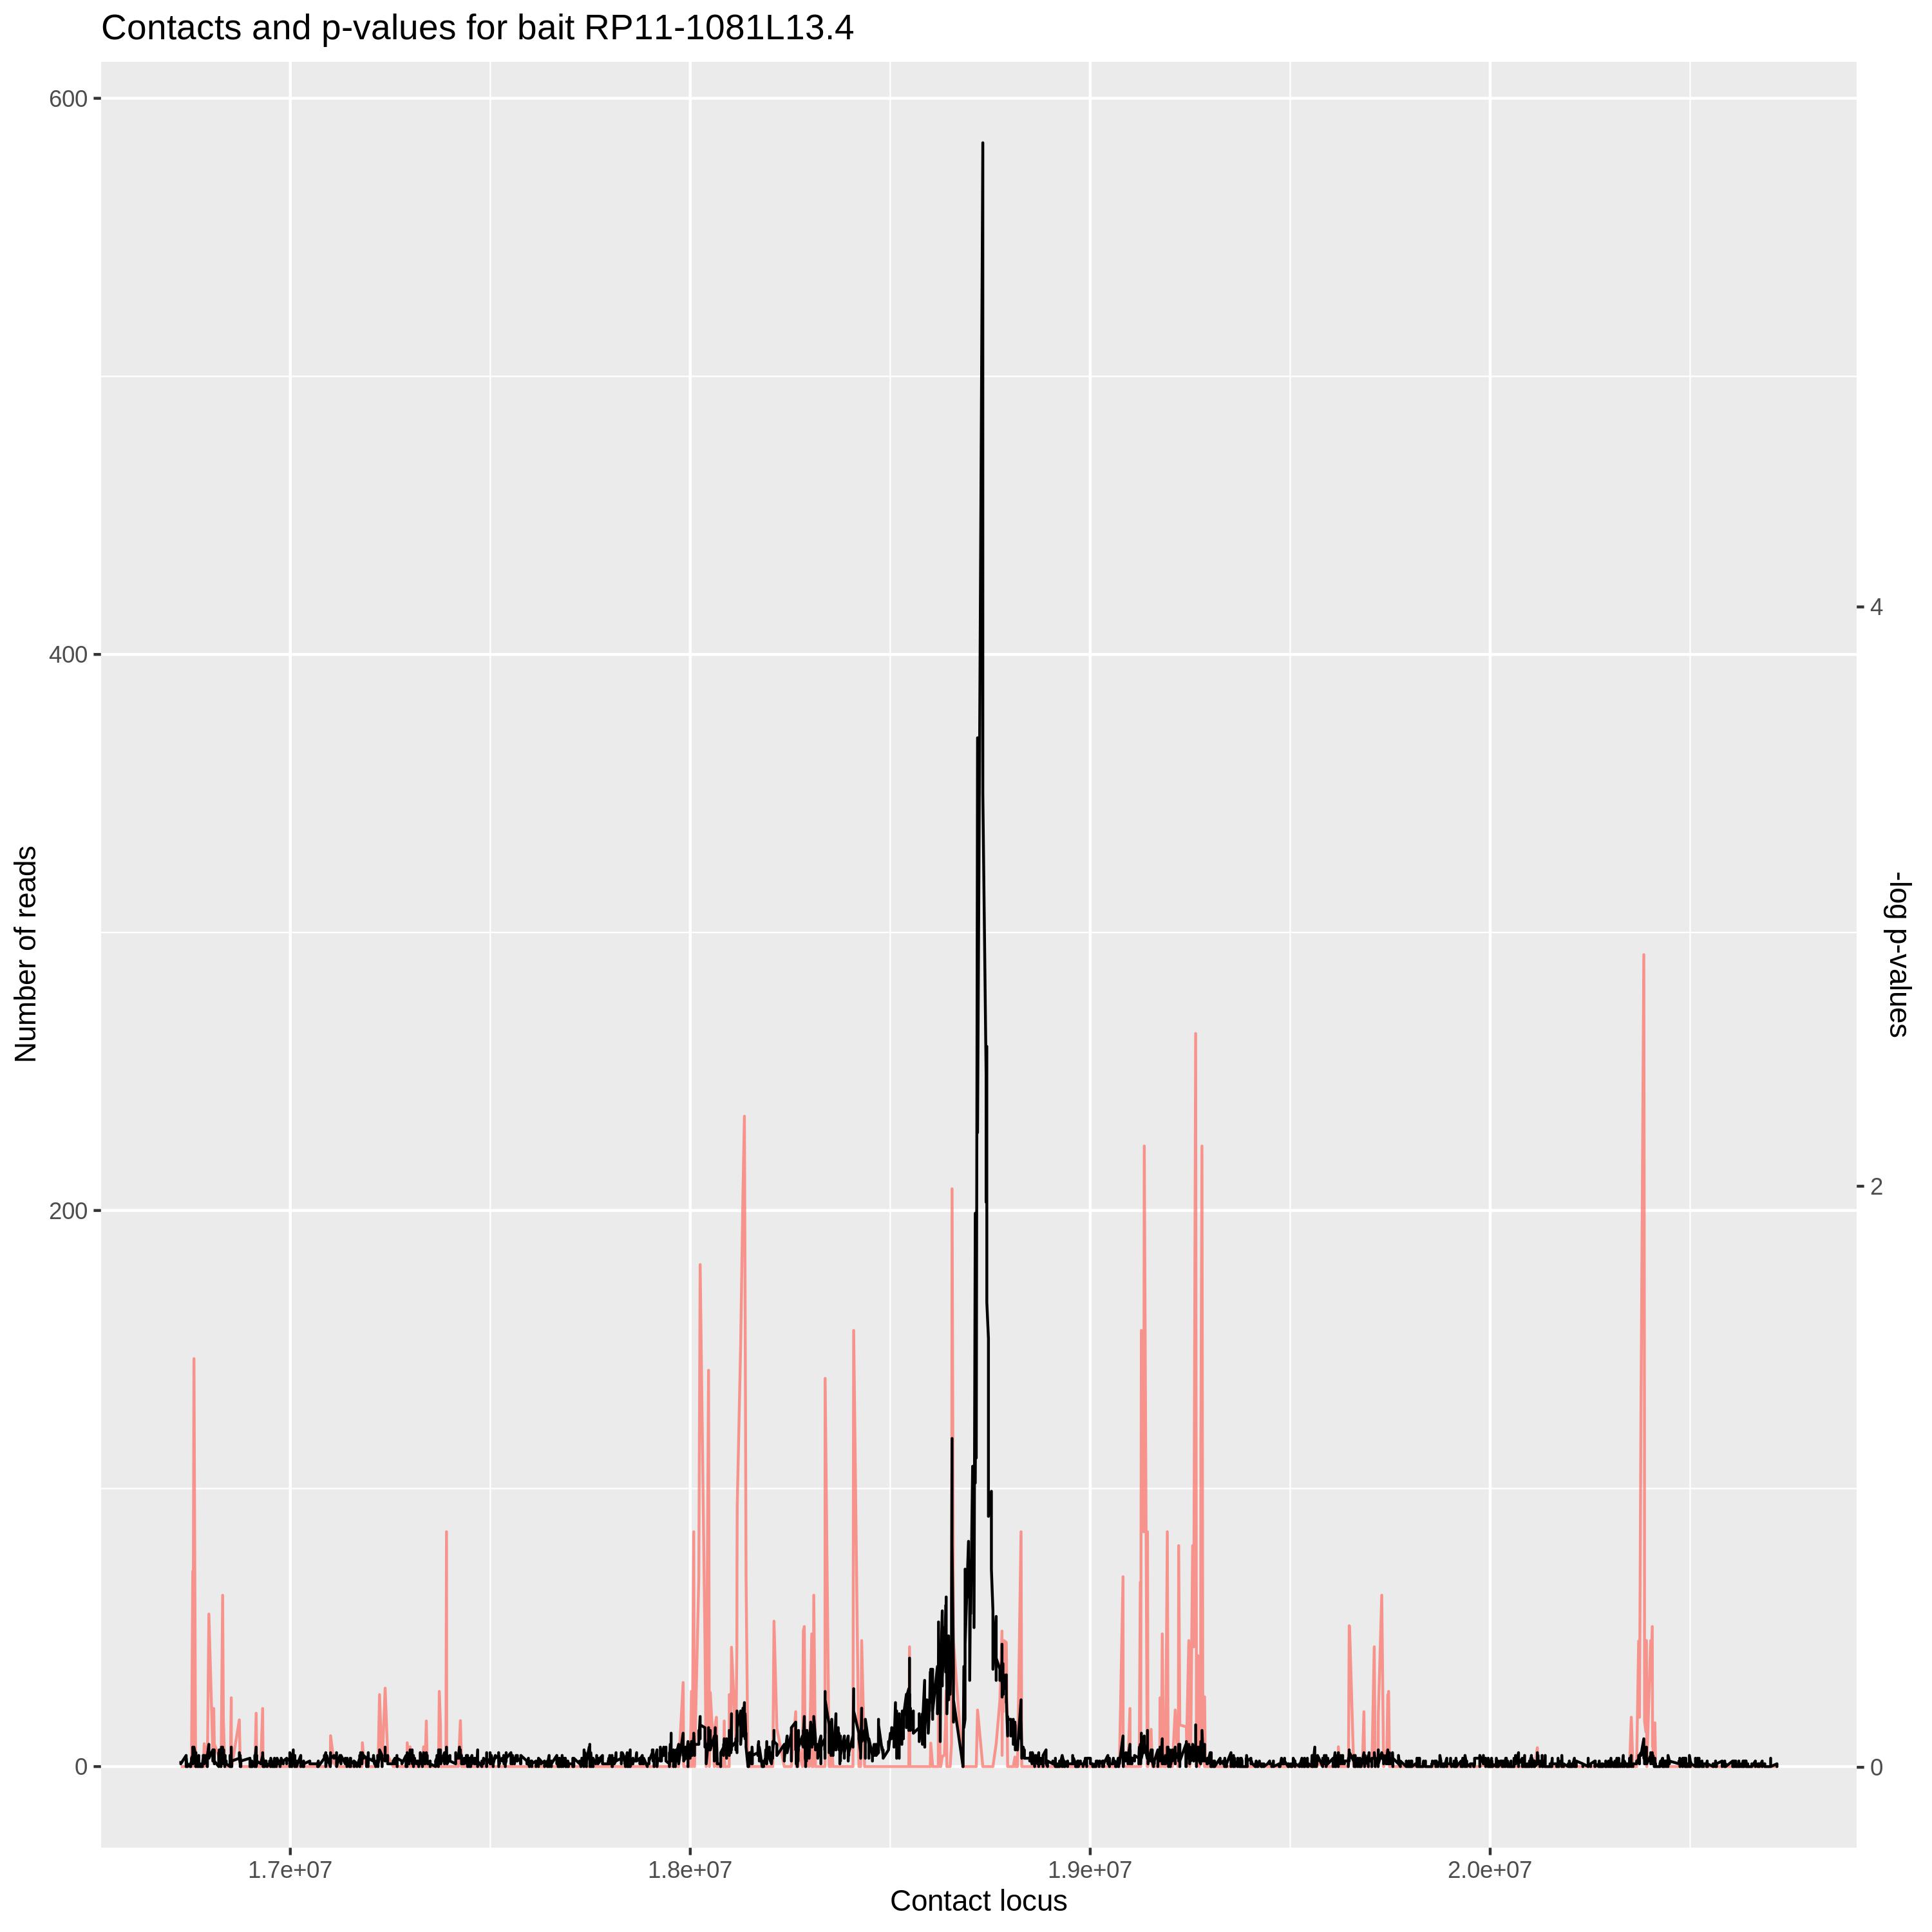 Contacts and p-values for bait RP11-1081L13.4
600
400
200
0
Number of reads
4
2
0
-log p-values
1.7e+07
1.8e+07
1.9e+07
2.0e+07
Contact locus